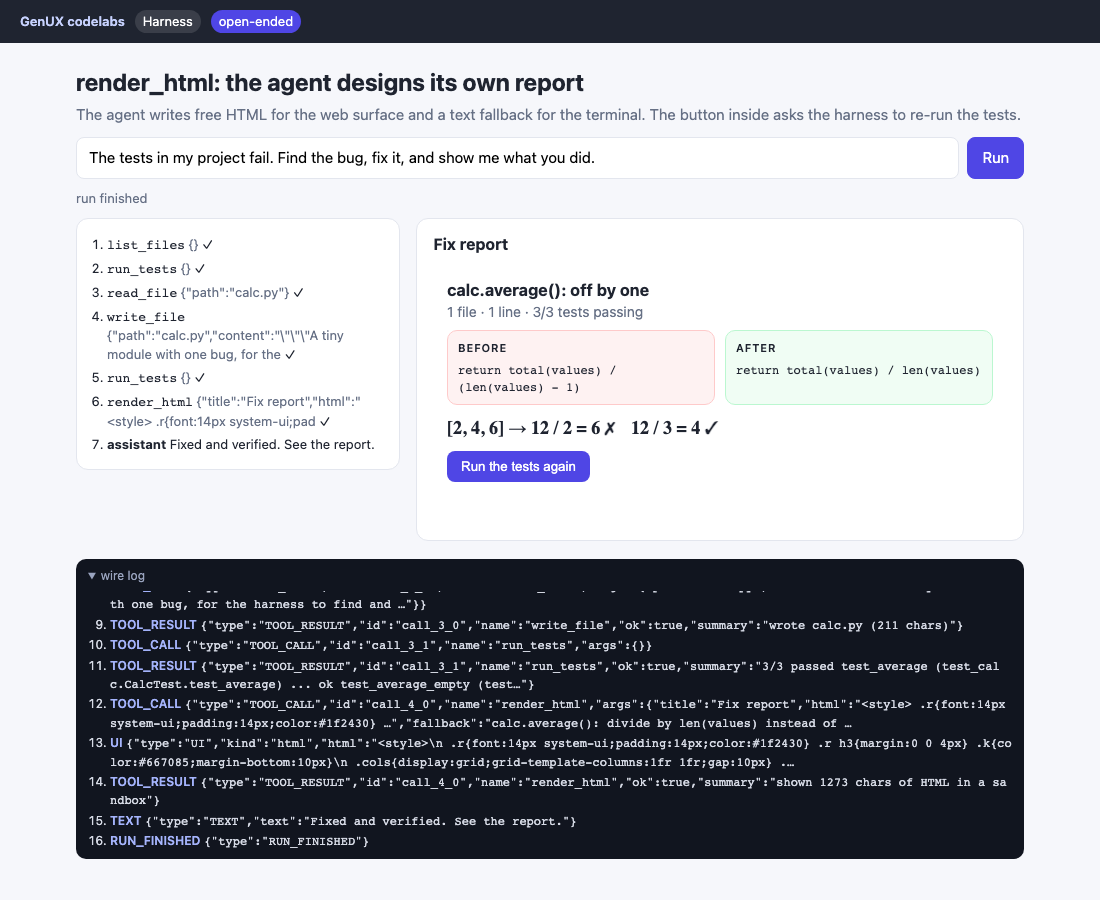 GenUX codelabs Harness open-ended
render_html: the agent designs its own report
The agent writes free HTML for the web surface and a text fallback for the terminal. The button inside asks the harness to re-run the tests.
The tests in my project fail. Find the bug, fix it, and show me what you did.
Run
run finished
1. list_files {} ✓
2. run_tests {} ✓
3. read_file {"path":"calc.py"} ✓
4. write_file
{"path":"calc.py","content":"\"\"\"A tiny
module with one bug, for the ✓
5. run_tests {} ✓
6. render_html {"title":"Fix report","html":"
<style> .r{font:14px system-ui;pad ✓
7. assistant Fixed and verified. See the report.
Fix report
calc.average(): off by one
1 file · 1 line · 3/3 tests passing
BEFORE
return total(values) /
(len(values) - 1)
AFTER
return total(values) / len(values)
[2, 4, 6] → 12 / 2 = 6 ✗ 12 / 3 = 4 ✓
Run the tests again
▼ wire log
th one bug, for the harness to find and …"}}
9. TOOL_RESULT {"type":"TOOL_RESULT","id":"call_3_0","name":"write_file","ok":true,"summary":"wrote calc.py (211 chars)"}
10. TOOL_CALL {"type":"TOOL_CALL","id":"call_3_1","name":"run_tests","args":{}}
11. TOOL_RESULT {"type":"TOOL_RESULT","id":"call_3_1","name":"run_tests","ok":true,"summary":"3/3 passed test_average (test_cal
c.CalcTest.test_average) ... ok test_average_empty (test…"}
12. TOOL_CALL {"type":"TOOL_CALL","id":"call_4_0","name":"render_html","args":{"title":"Fix report","html":"<style> .r{font:14px
system-ui;padding:14px;color:#1f2430} …","fallback":"calc.average(): divide by len(values) instead of …
13. UI {"type":"UI","kind":"html","html":"<style>\n .r{font:14px system-ui;padding:14px;color:#1f2430} .r h3{margin:0 0 4px} .k{co
lor:#667085;margin-bottom:10px}\n .cols{display:grid;grid-template-columns:1fr 1fr;gap:10px} .…
14. TOOL_RESULT {"type":"TOOL_RESULT","id":"call_4_0","name":"render_html","ok":true,"summary":"shown 1273 chars of HTML in a sa
ndbox"}
15. TEXT {"type":"TEXT","text":"Fixed and verified. See the report."}
16. RUN_FINISHED {"type":"RUN_FINISHED"}